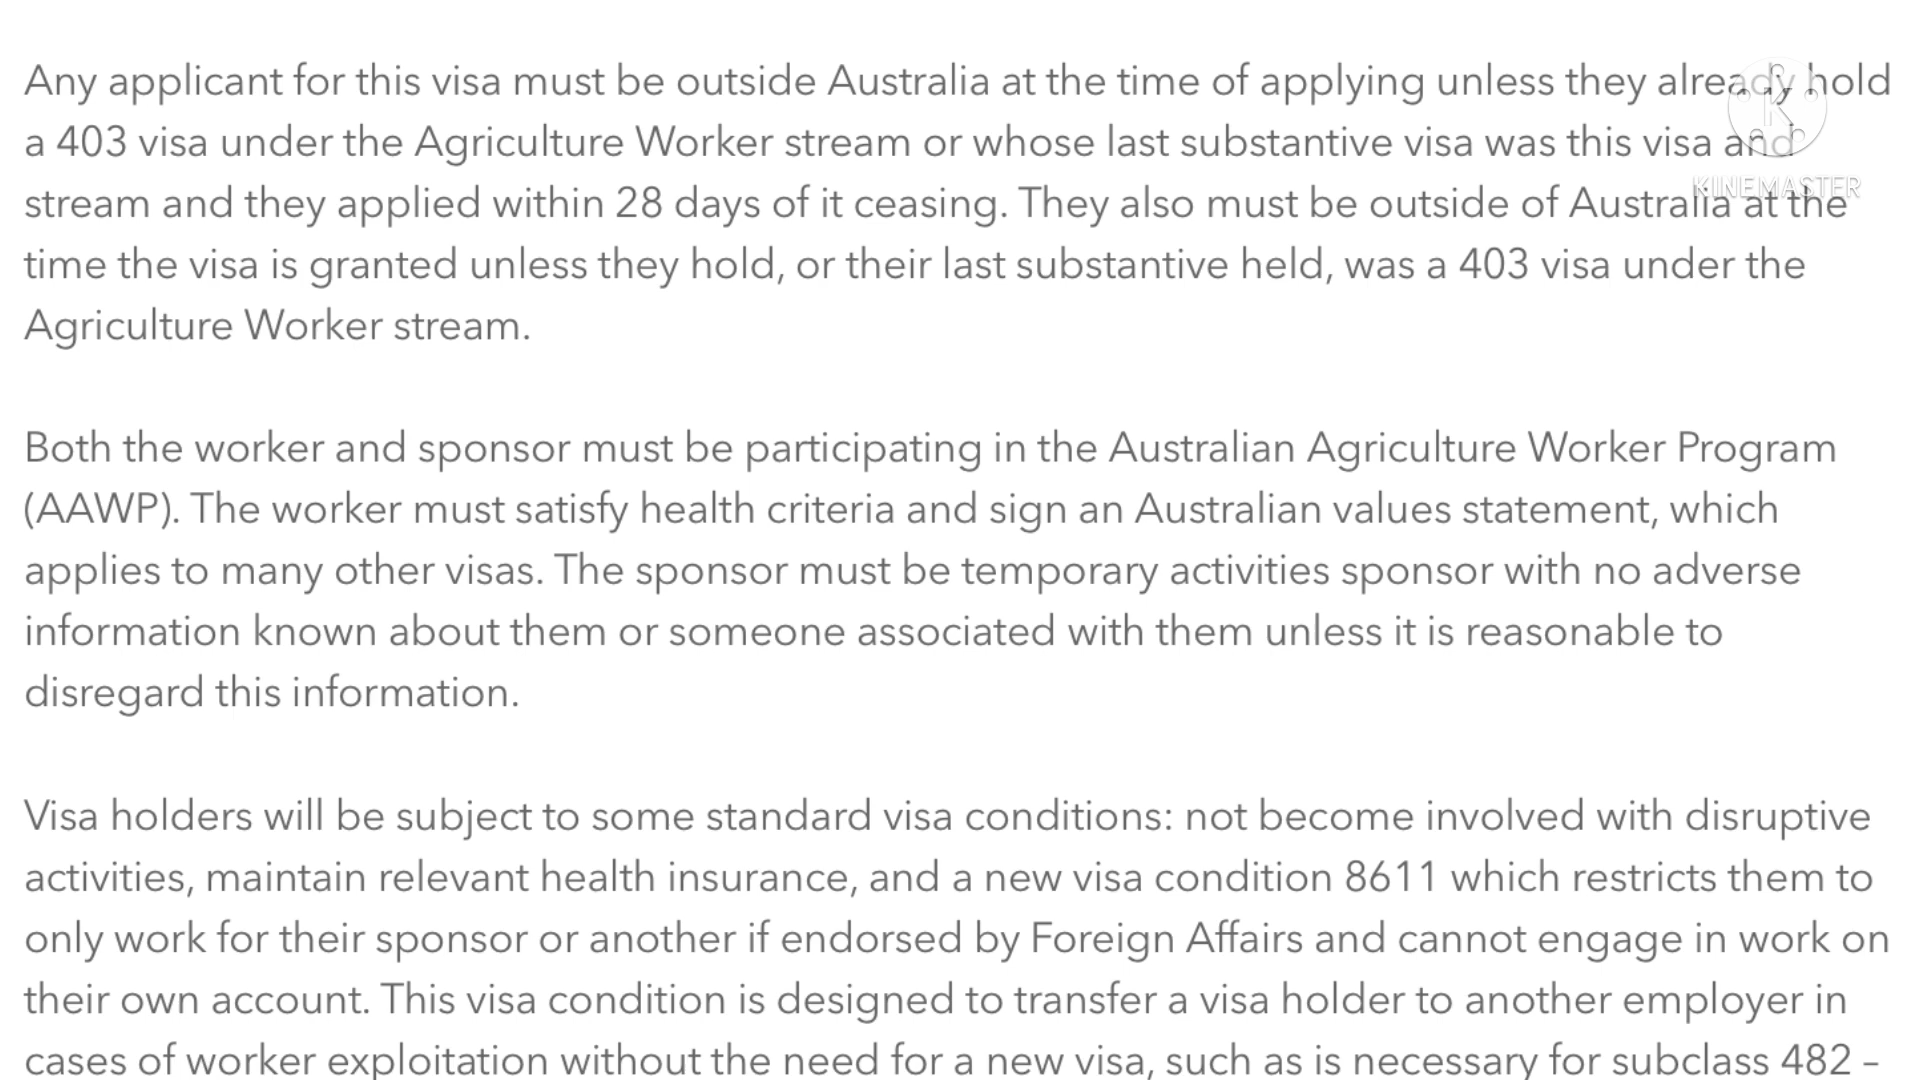 Any applicant for this visa must be outside Australia at the time of applying unless they already hold
a 403 visa under the Agriculture Worker stream or whose last substantive visa was this visa and
stream and they applied within 28 days of it ceasing. They also must be outside of Australia at the
time the visa is granted unless they hold, or their last substantive held, was a 403 visa under the
Agriculture Worker stream.
Both the worker and sponsor must be participating in the Australian Agriculture Worker Program
(AAWP). The worker must satisfy health criteria and sign an Australian values statement, which
applies to many other visas. The sponsor must be temporary activities sponsor with no adverse
information known about them or someone associated with them unless it is reasonable to
disregard this information.
Visa holders will be subject to some standard visa conditions: not become involved with disruptive
activities, maintain relevant health insurance, and a new visa condition 8611 which restricts them to
only work for their sponsor or another if endorsed by Foreign Affairs and cannot engage in work on
their own account. This visa condition is designed to transfer a visa holder to another employer in
cases of worker exploitation without the need for a new visa, such as is necessary for subclass 482 –
K
KINEMASTER